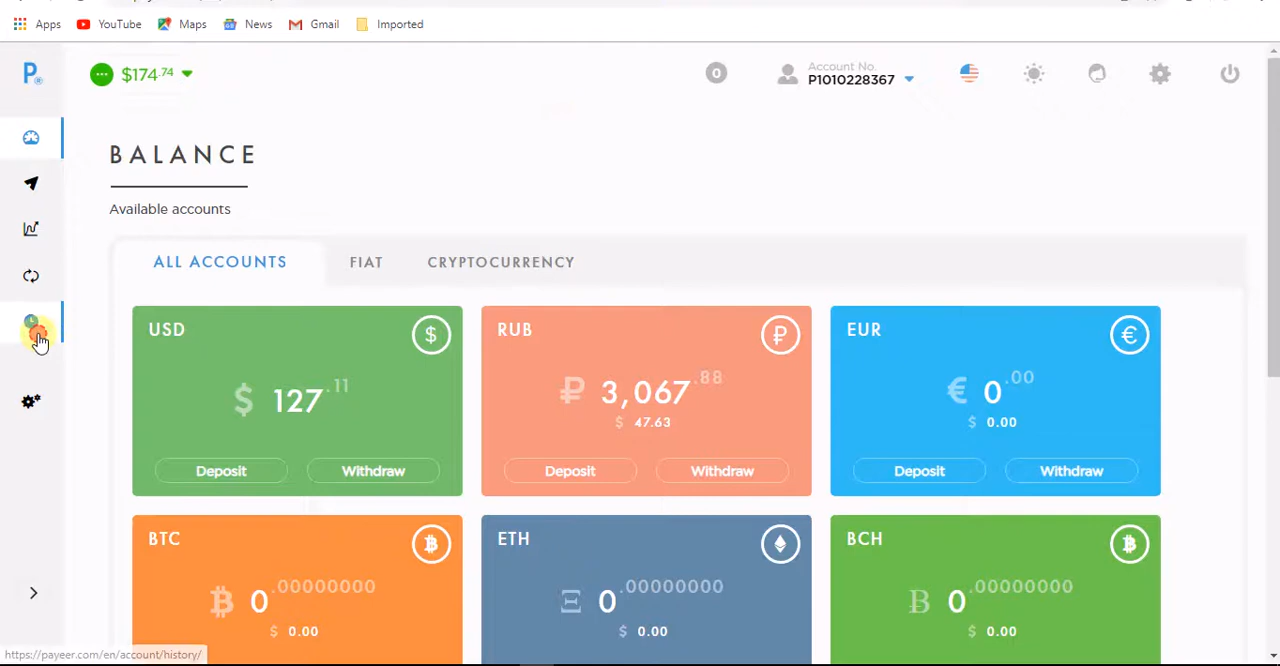 Apps YouTube Maps News Gmail Imported
P
$174.74
0
Account No.
P1010228367
BALANCE
Available accounts
ALL ACCOUNTS FIAT CRYPTOCURRENCY
USD $
$ 127.11
Deposit Withdraw
RUB ₽
₽ 3,067.88
$ 47.63
Deposit Withdraw
EUR €
€ 0.00
$ 0.00
Deposit Withdraw
BTC
0.00000000
$ 0.00
ETH
Ξ 0.00000000
$ 0.00
BCH
0.00000000
$ 0.00
https://payeer.com/en/account/history/